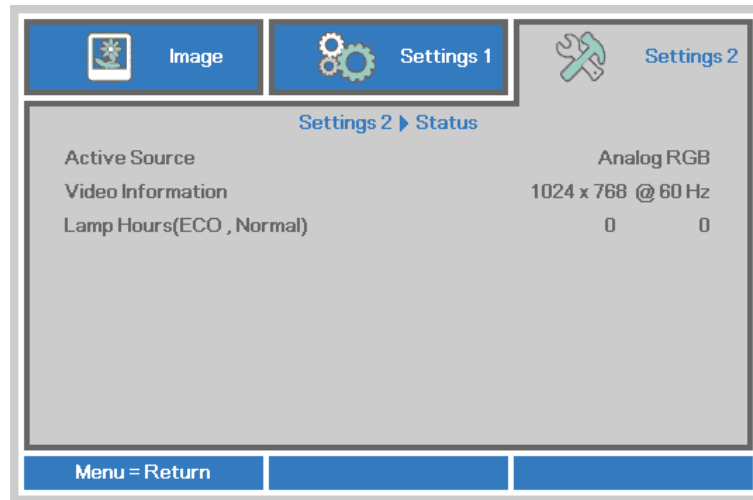 Image Settings 1 Settings 2
Settings 2 Status
Active Source Analog RGB
Video Information 1024 x 768 @ 60 Hz
Lamp Hours(ECO , Normal) 0 0
Menu = Return